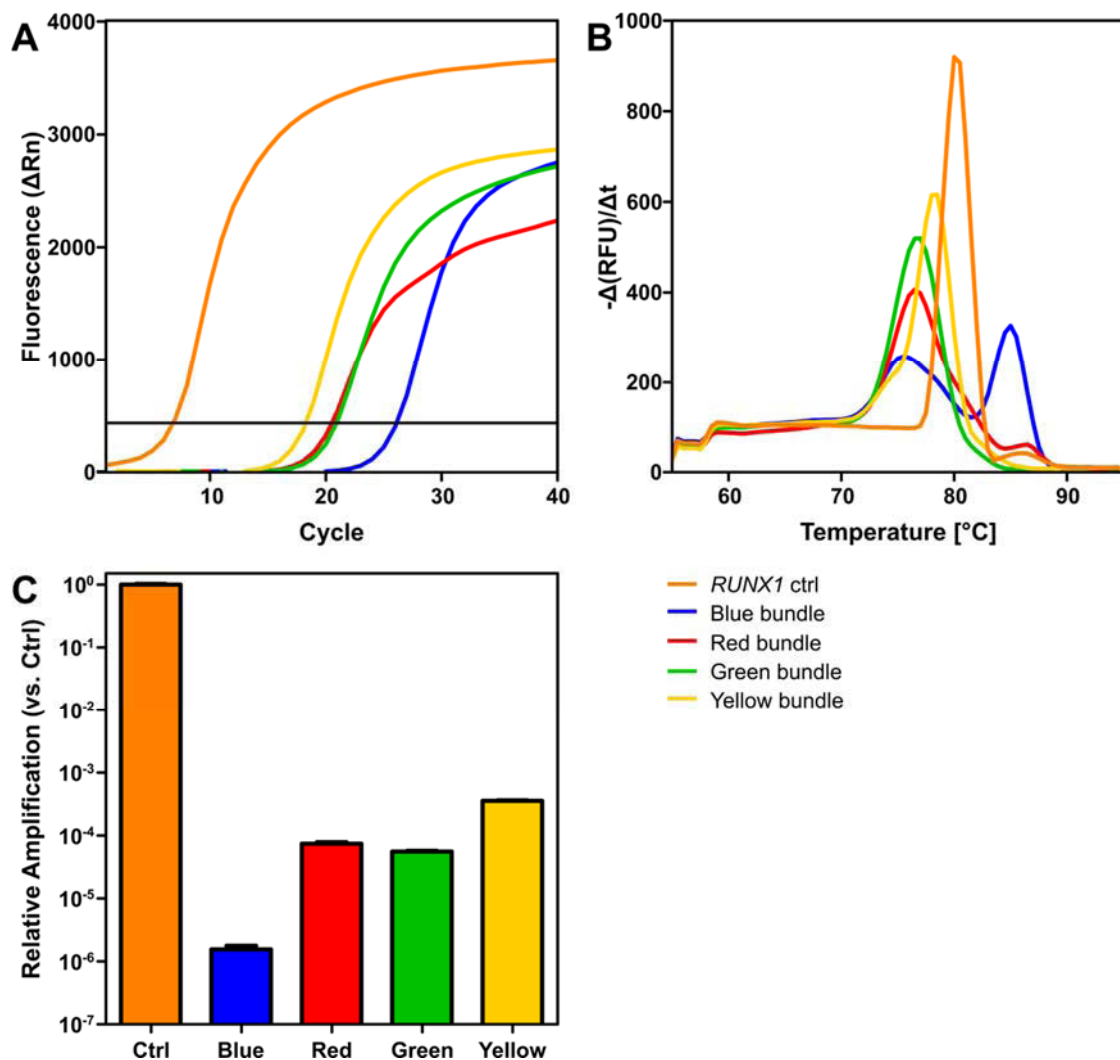 A
Fluorescence (ΔRn)
4000
3000
2000
1000
0
10
20
30
40
Cycle
B
-Δ(RFU)/Δt
1000
800
600
400
200
0
60
70
80
90
Temperature [°C]
C
Relative Amplification (vs. Ctrl)
10⁰
10⁻¹
10⁻²
10⁻³
10⁻⁴
10⁻⁵
10⁻⁶
10⁻⁷
Ctrl
Blue
Red
Green
Yellow
RUNX1 ctrl
Blue bundle
Red bundle
Green bundle
Yellow bundle